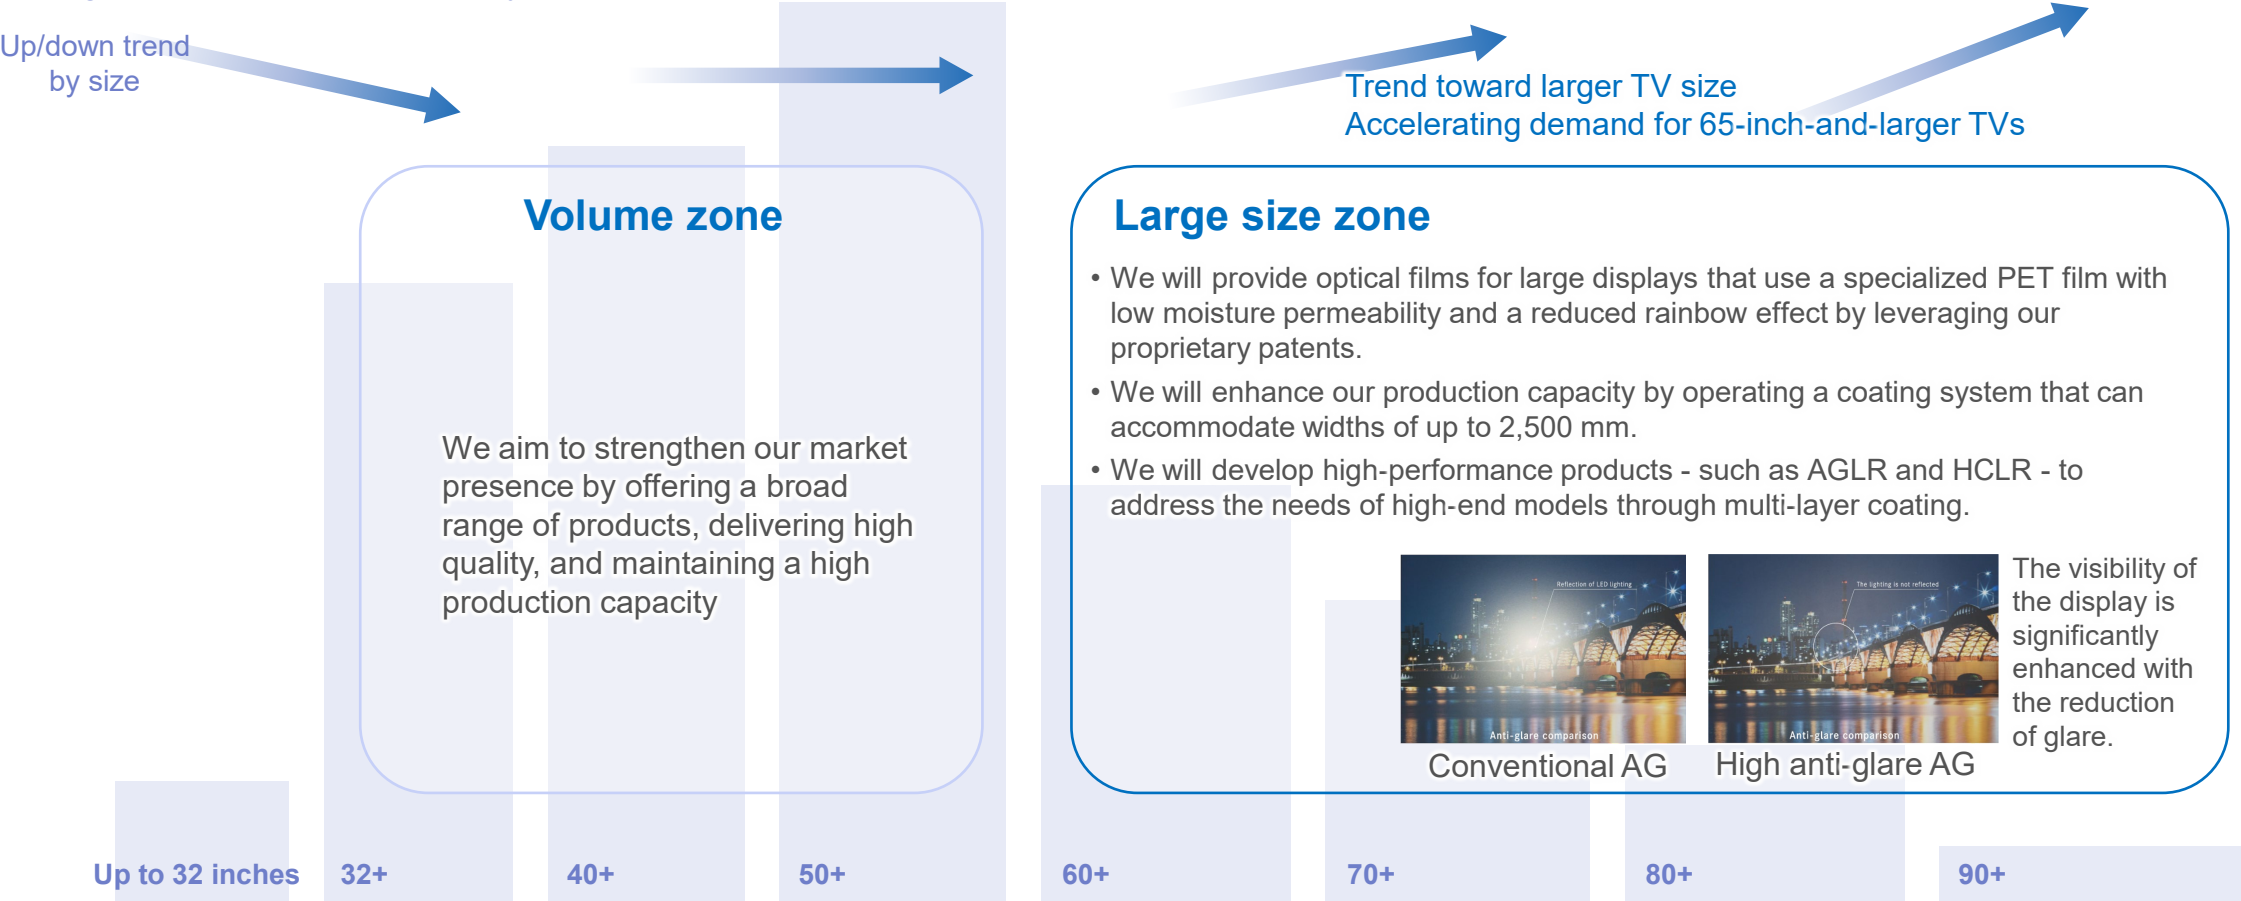 Up/down trend
by size
Trend toward larger TV size
Accelerating demand for 65-inch-and-larger TVs
Volume zone
We aim to strengthen our market
presence by offering a broad
range of products, delivering high
quality, and maintaining a high
production capacity
Large size zone
• We will provide optical films for large displays that use a specialized PET film with
low moisture permeability and a reduced rainbow effect by leveraging our
proprietary patents.
• We will enhance our production capacity by operating a coating system that can
accommodate widths of up to 2,500 mm.
• We will develop high-performance products - such as AGLR and HCLR - to
address the needs of high-end models through multi-layer coating.
Reflection of LED lighting
Anti-glare comparison
Conventional AG
The lighting is not reflected
Anti-glare comparison
High anti-glare AG
The visibility of
the display is
significantly
enhanced with
the reduction
of glare.
Up to 32 inches
32+
40+
50+
60+
70+
80+
90+